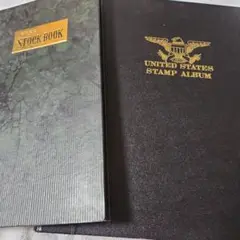 STOCK BOOK
UNITED STATES
STAMP ALBUM